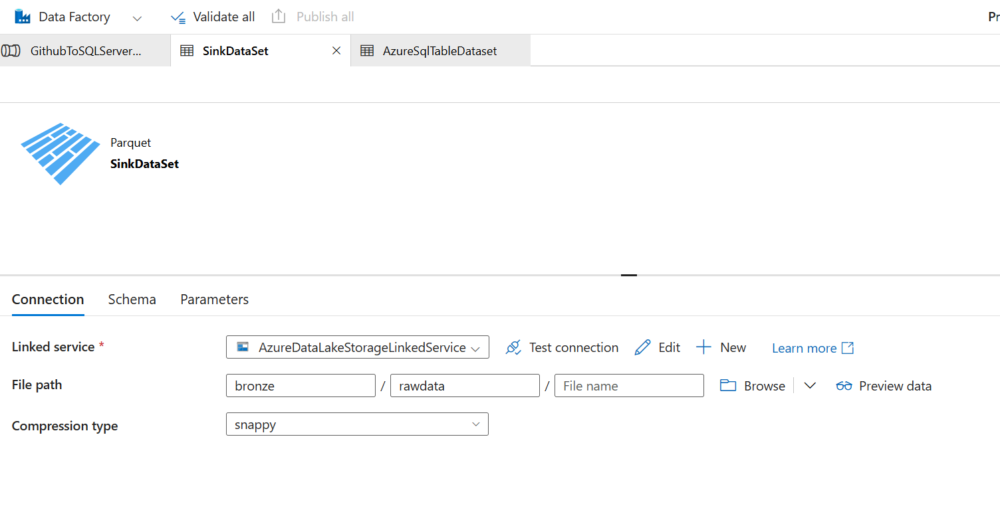 Data Factory Validate all Publish all Pr
GithubToSQLServer... SinkDataSet AzureSqlTableDataset
Parquet
SinkDataSet
Connection Schema Parameters
Linked service * AzureDataLakeStorageLinkedService Test connection Edit New Learn more
File path bronze / rawdata / File name Browse Preview data
Compression type snappy